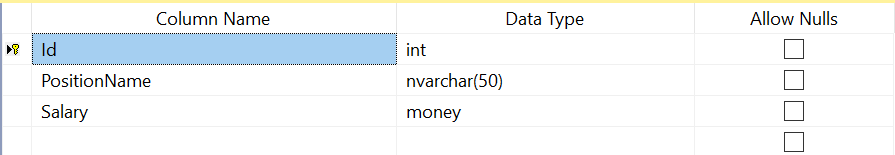 Column Name Data Type Allow Nulls
Id int
PositionName nvarchar(50)
Salary money